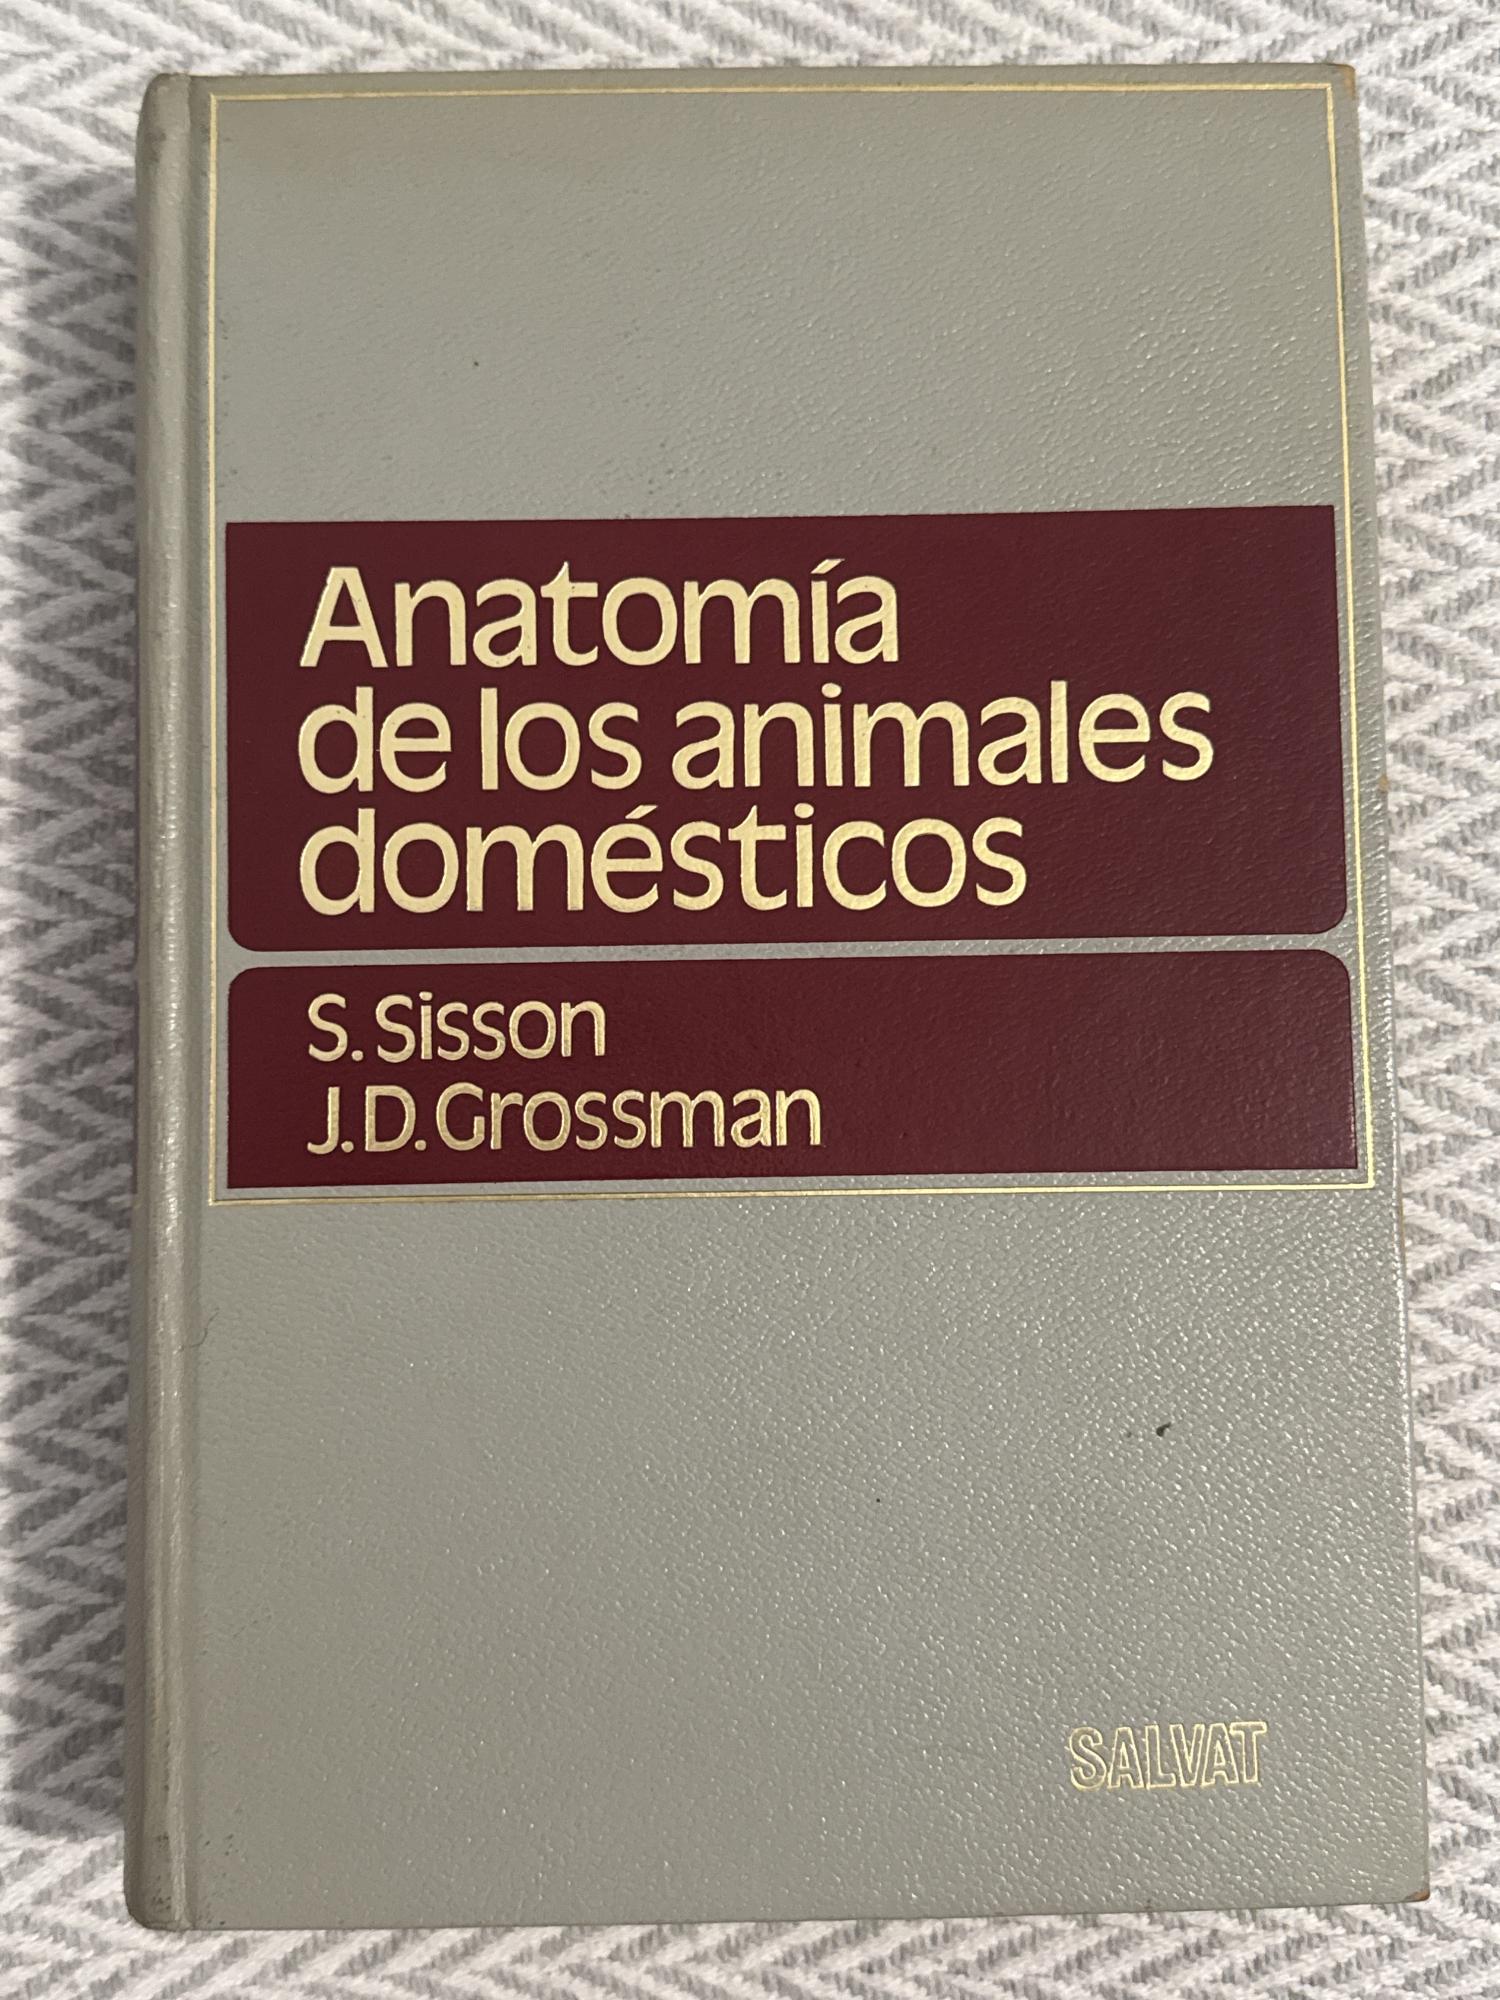 Anatomía
de los animales
domésticos
S. Sisson
J.D. Grossman
SALVAT